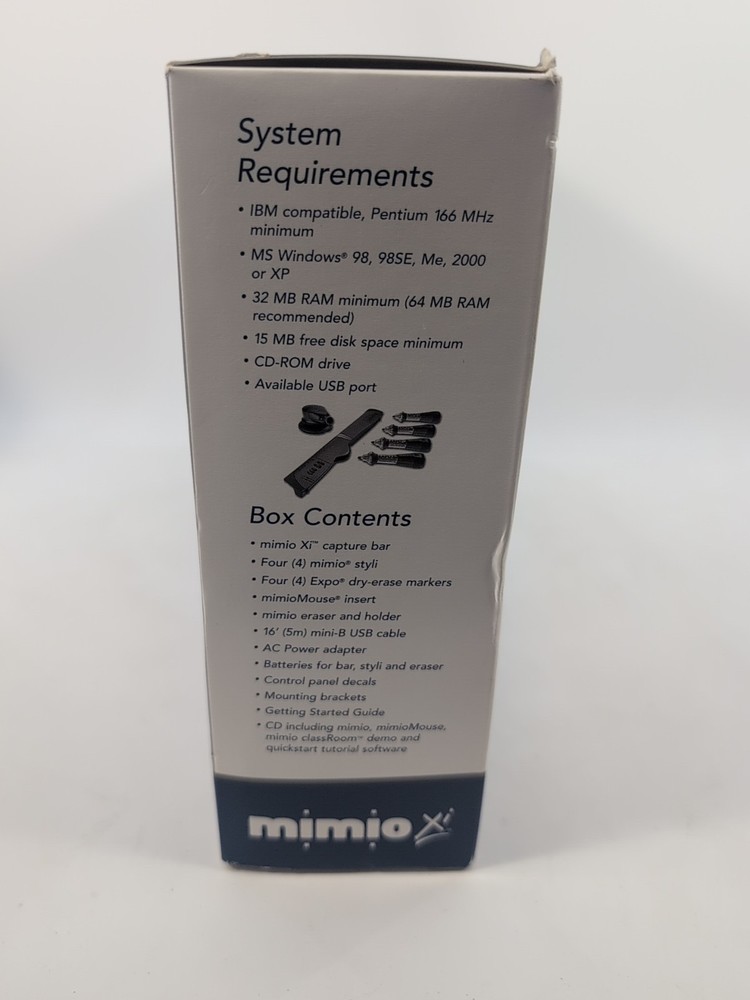 System
Requirements
• IBM compatible, Pentium 166 MHz
minimum
• MS Windows® 98, 98SE, Me, 2000
or XP
• 32 MB RAM minimum (64 MB RAM
recommended)
• 15 MB free disk space minimum
• CD-ROM drive
• Available USB port
Box Contents
• mimio Xi™ capture bar
• Four (4) mimio® styli
• Four (4) Expo® dry-erase markers
• mimioMouse® insert
• mimio eraser and holder
• 16' (5m) mini-B USB cable
• AC Power adapter
• Batteries for bar, styli and eraser
• Control panel decals
• Mounting brackets
• Getting Started Guide
• CD including mimio, mimioMouse,
mimio classRoom™ demo and
quickstart tutorial software
mimio Xi